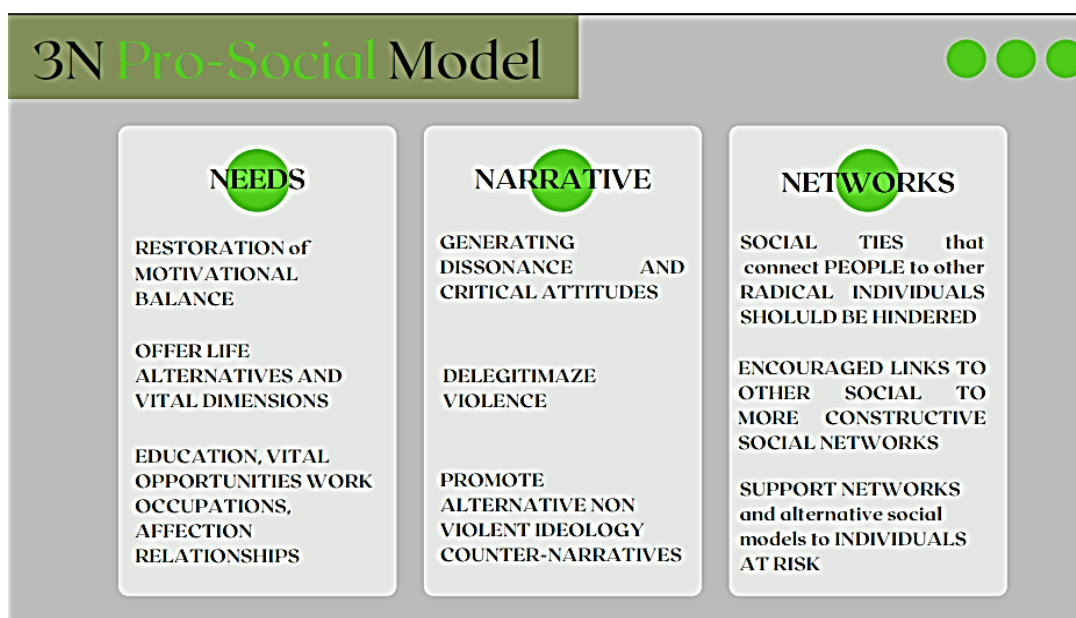 3N Pro-Social Model
NEEDS
RESTORATION of
MOTIVATIONAL
BALANCE
OFFER LIFE
ALTERNATIVES AND
VITAL DIMENSIONS
EDUCATION, VITAL
OPPORTUNITIES WORK
OCCUPATIONS,
AFFECTION
RELATIONSHIPS
NARRATIVE
GENERATING
DISSONANCE AND
CRITICAL ATTITUDES
DELEGITIMAZE
VIOLENCE
PROMOTE
ALTERNATIVE NON
VIOLENT IDEOLOGY
COUNTER-NARRATIVES
NETWORKS
SOCIAL TIES that
connect PEOPLE to other
RADICAL INDIVIDUALS
SHOLULD BE HINDERED
ENCOURAGED LINKS TO
OTHER SOCIAL TO
MORE CONSTRUCTIVE
SOCIAL NETWORKS
SUPPORT NETWORKS
and alternative social
models to INDIVIDUALS
AT RISK